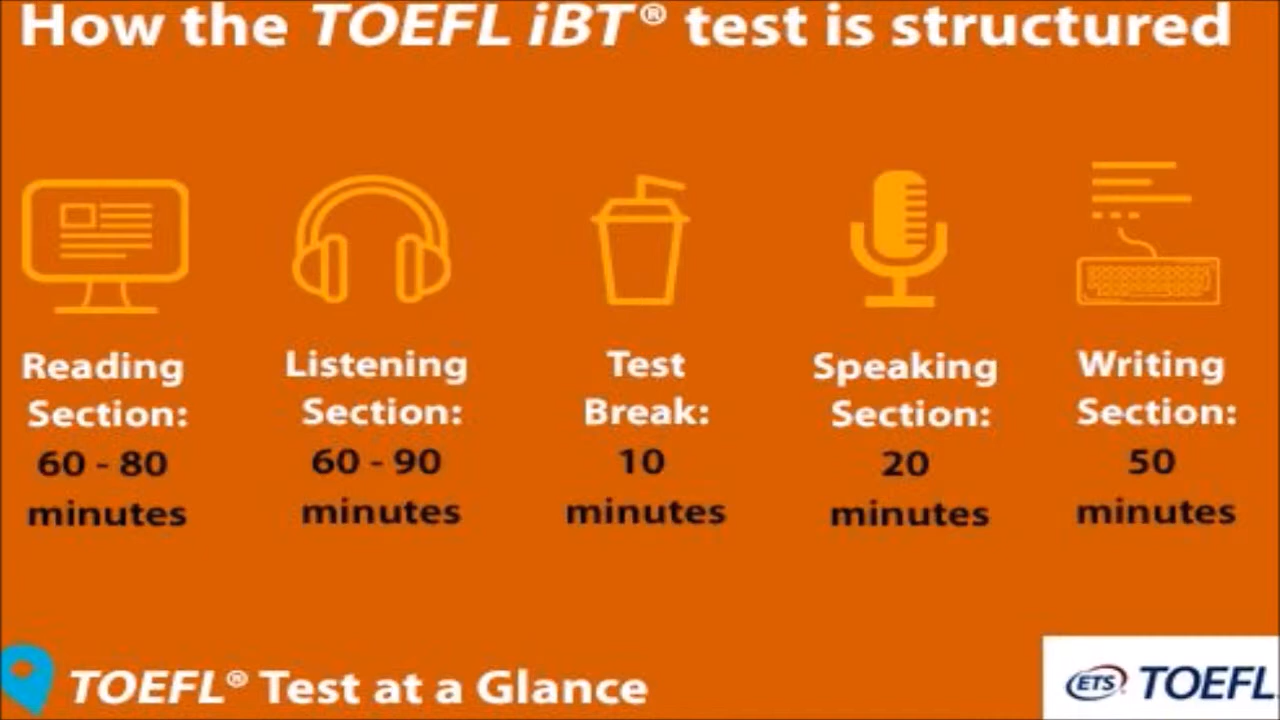 How the TOEFL iBT® test is structured
Reading
Section:
60 - 80
minutes
Listening
Section:
60 - 90
minutes
Test
Break:
10
minutes
Speaking
Section:
20
minutes
Writing
Section:
50
minutes
TOEFL® Test at a Glance
ETS TOEFL